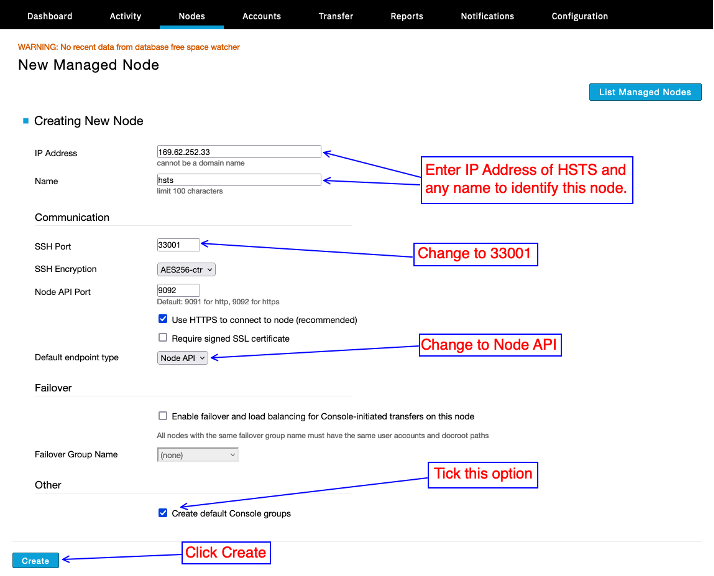 Dashboard Activity Nodes Accounts Transfer Reports Notifications Configuration
WARNING: No recent data from database free space watcher
New Managed Node
List Managed Nodes
Creating New Node
IP Address 169.62.252.33
cannot be a domain name
Enter IP Address of HSTS and
any name to identify this node.
Name hsts
limit 100 characters
Communication
SSH Port 33001
Change to 33001
SSH Encryption AES256-ctr
Node API Port 9092
Default: 9091 for http, 9092 for https
Use HTTPS to connect to node (recommended)
Require signed SSL certificate
Default endpoint type Node API
Change to Node API
Failover
Enable failover and load balancing for Console-initiated transfers on this node
All nodes with the same failover group name must have the same user accounts and docroot paths
Failover Group Name (none)
Tick this option
Other
Create default Console groups
Create
Click Create